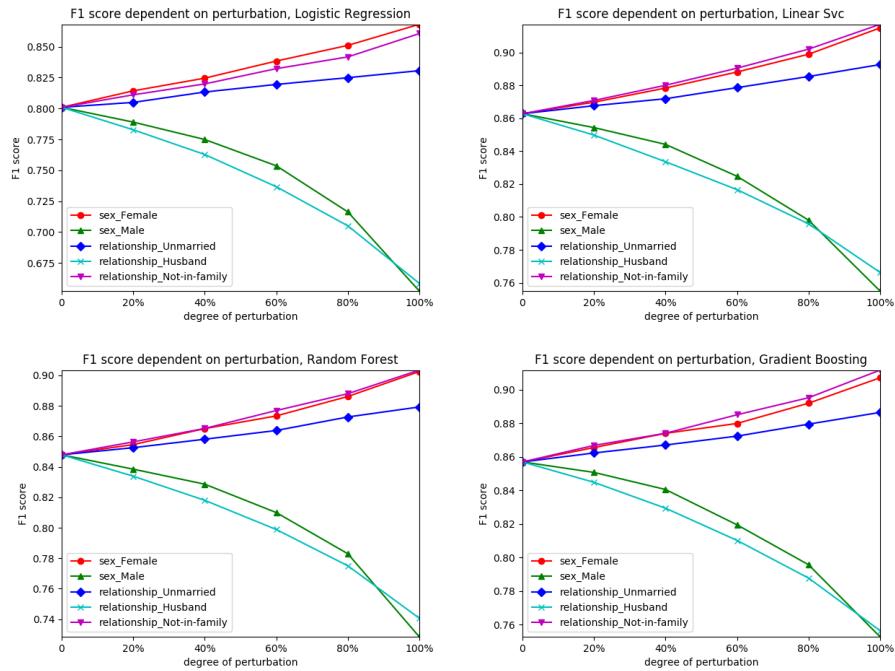 F1 score dependent on perturbation, Logistic Regression
F1 score
0.850
0.825
0.800
0.775
0.750
0.725
0.700
0.675
sex_Female
sex_Male
relationship_Unmarried
relationship_Husband
relationship_Not-in-family
0 20% 40% 60% 80% 100%
degree of perturbation
F1 score dependent on perturbation, Linear Svc
F1 score
0.90
0.88
0.86
0.84
0.82
0.80
0.78
0.76
sex_Female
sex_Male
relationship_Unmarried
relationship_Husband
relationship_Not-in-family
0 20% 40% 60% 80% 100%
degree of perturbation
F1 score dependent on perturbation, Random Forest
F1 score
0.90
0.88
0.86
0.84
0.82
0.80
0.78
0.76
0.74
sex_Female
sex_Male
relationship_Unmarried
relationship_Husband
relationship_Not-in-family
0 20% 40% 60% 80% 100%
degree of perturbation
F1 score dependent on perturbation, Gradient Boosting
F1 score
0.90
0.88
0.86
0.84
0.82
0.80
0.78
0.76
sex_Female
sex_Male
relationship_Unmarried
relationship_Husband
relationship_Not-in-family
0 20% 40% 60% 80% 100%
degree of perturbation